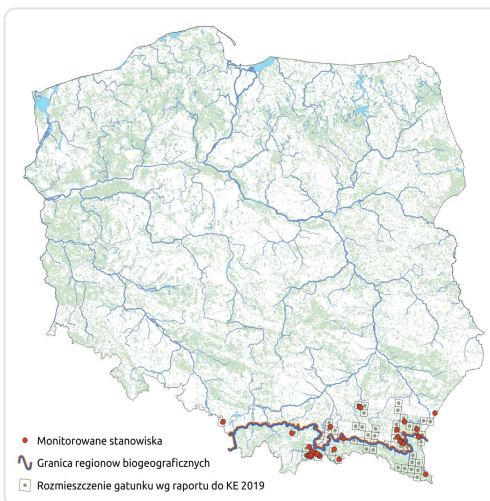 Monitorowane stanowiska
Granica regionow biogeograficznych
Rozmieszczenie gatunku wg raportu do KE 2019